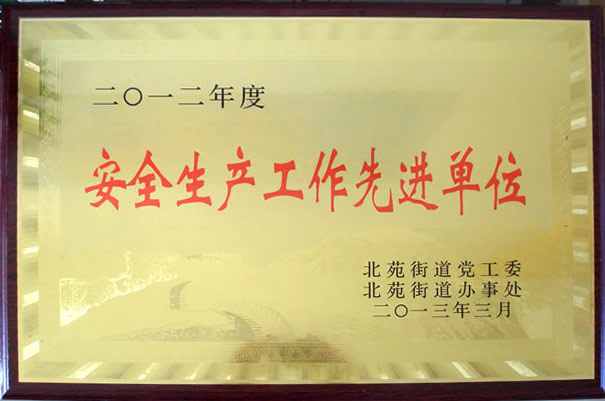 二〇一二年度
安全生产工作先进单位
北苑街道党工委
北苑街道办事处
二〇一三年三月